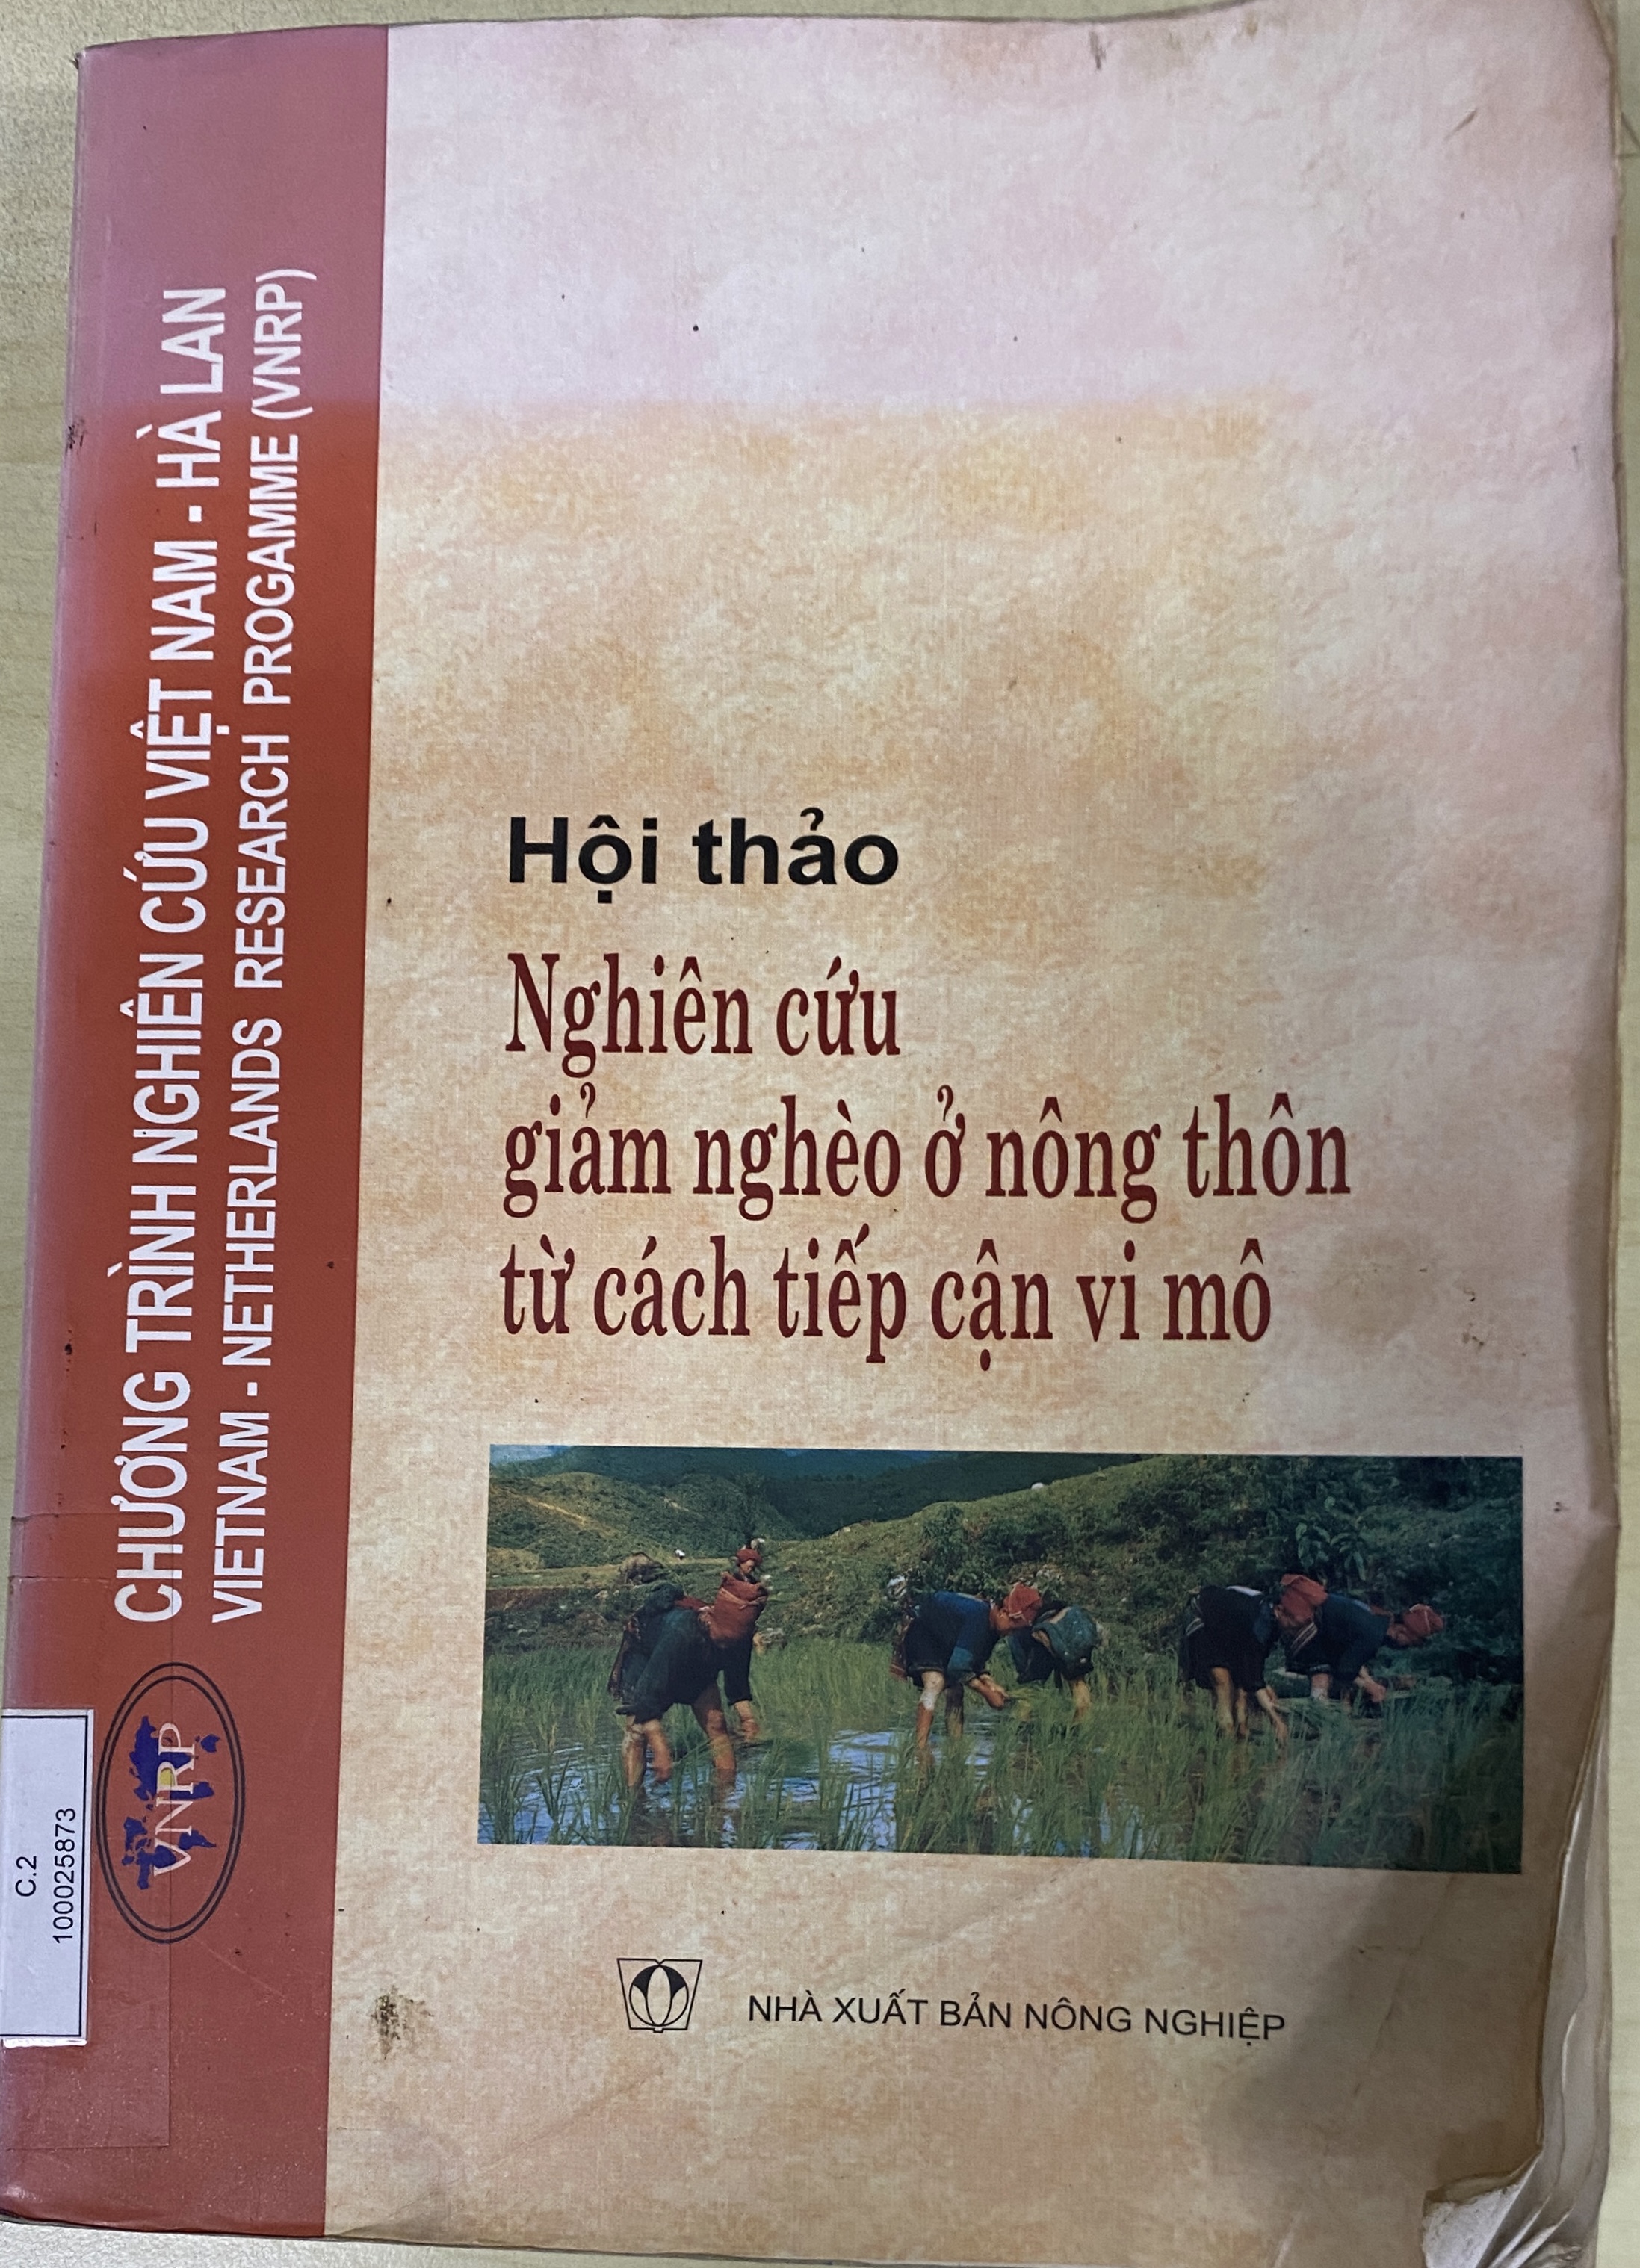 CHƯƠNG TRÌNH NGHIÊN CỨU VIỆT NAM - HÀ LAN
VIETNAM - NETHERLANDS RESEARCH PROGAMME (VNRP)
Hội thảo
Nghiên cứu
giảm nghèo ở nông thôn
từ cách tiếp cận vi mô
VNRP
C.2
100025873
NHÀ XUẤT BẢN NÔNG NGHIỆP